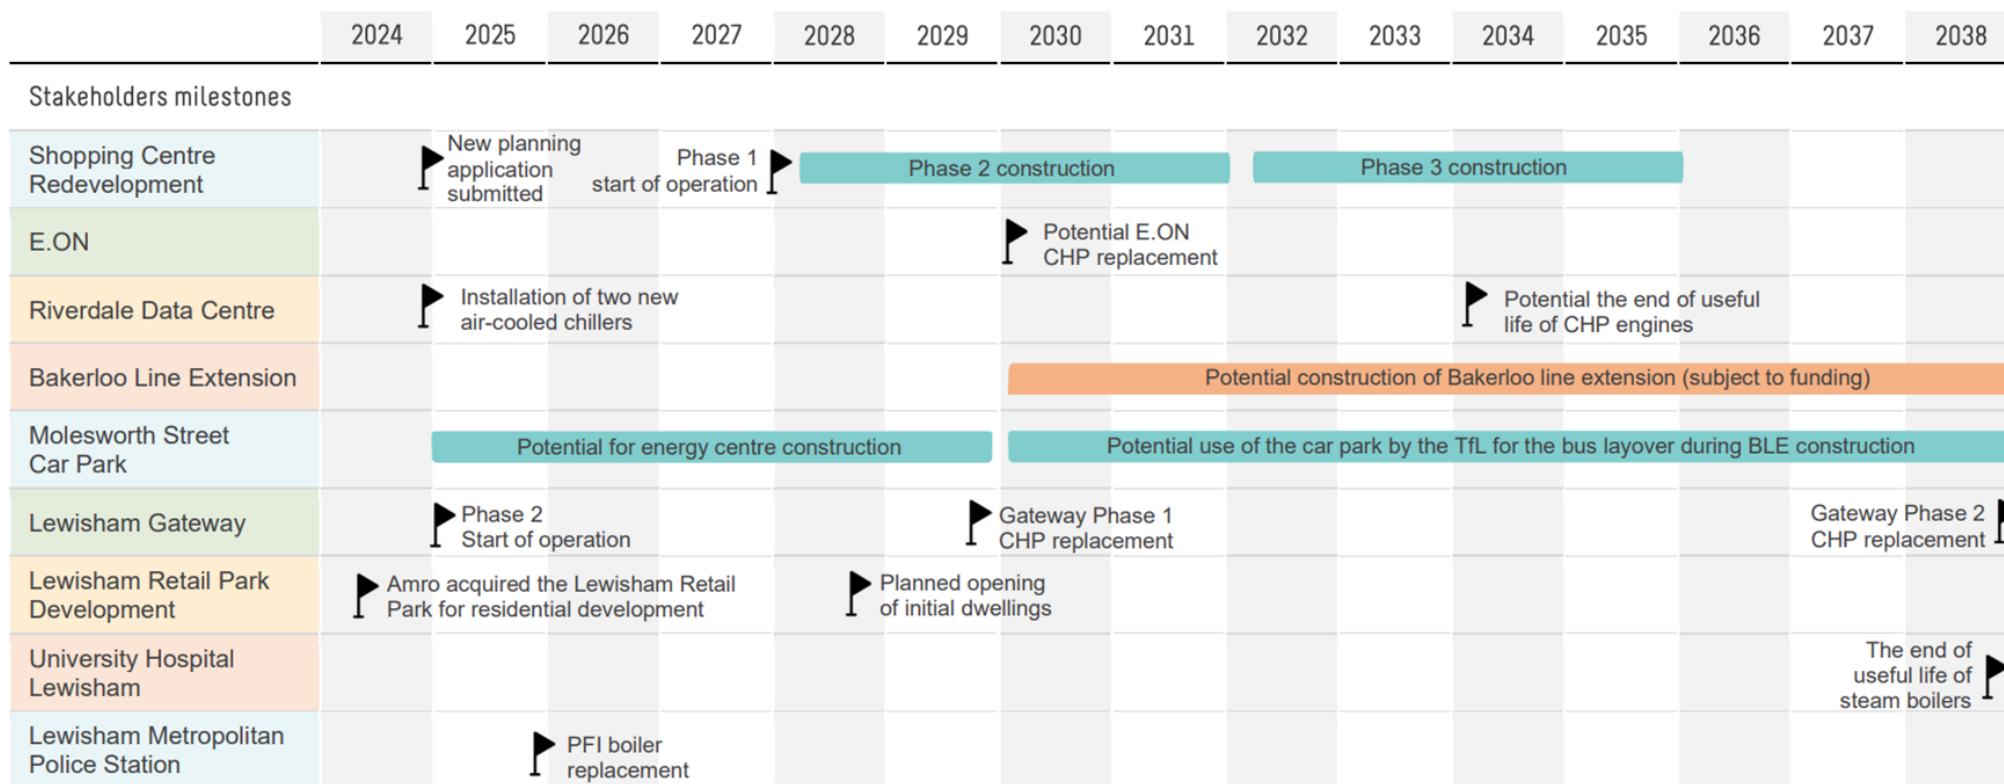 2024 2025 2026 2027 2028 2029 2030 2031 2032 2033 2034 2035 2036 2037 2038
Stakeholders milestones
Shopping Centre
Redevelopment
New planning
application
submitted
Phase 1
start of operation
Phase 2 construction
Phase 3 construction
E.ON
Potential E.ON
CHP replacement
Riverdale Data Centre
Installation of two new
air-cooled chillers
Potential the end of useful
life of CHP engines
Bakerloo Line Extension
Potential construction of Bakerloo line extension (subject to funding)
Molesworth Street
Car Park
Potential for energy centre construction
Potential use of the car park by the TfL for the bus layover during BLE construction
Lewisham Gateway
Phase 2
Start of operation
Gateway Phase 1
CHP replacement
Gateway Phase 2
CHP replacement
Lewisham Retail Park
Development
Amro acquired the Lewisham Retail
Park for residential development
Planned opening
of initial dwellings
University Hospital
Lewisham
The end of
useful life of
steam boilers
Lewisham Metropolitan
Police Station
PFI boiler
replacement